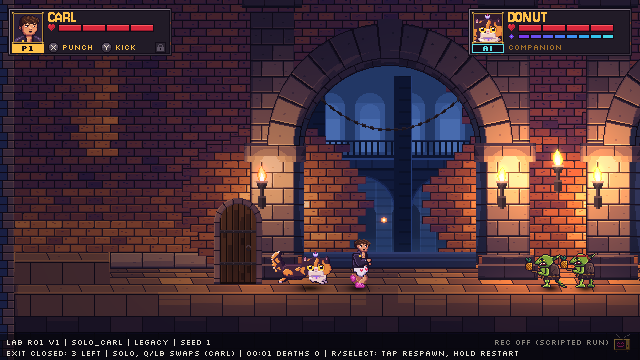 CARL
P1
X PUNCH Y KICK
DONUT
AI
COMPANION
LAB R01 V1 | SOLO_CARL | LEGACY | SEED 1
REC OFF (SCRIPTED RUN)
EXIT CLOSED: 3 LEFT | SOLO, Q/LB SWAPS (CARL) | 00:01 DEATHS 0 | R/SELECT: TAP RESPAWN, HOLD RESTART